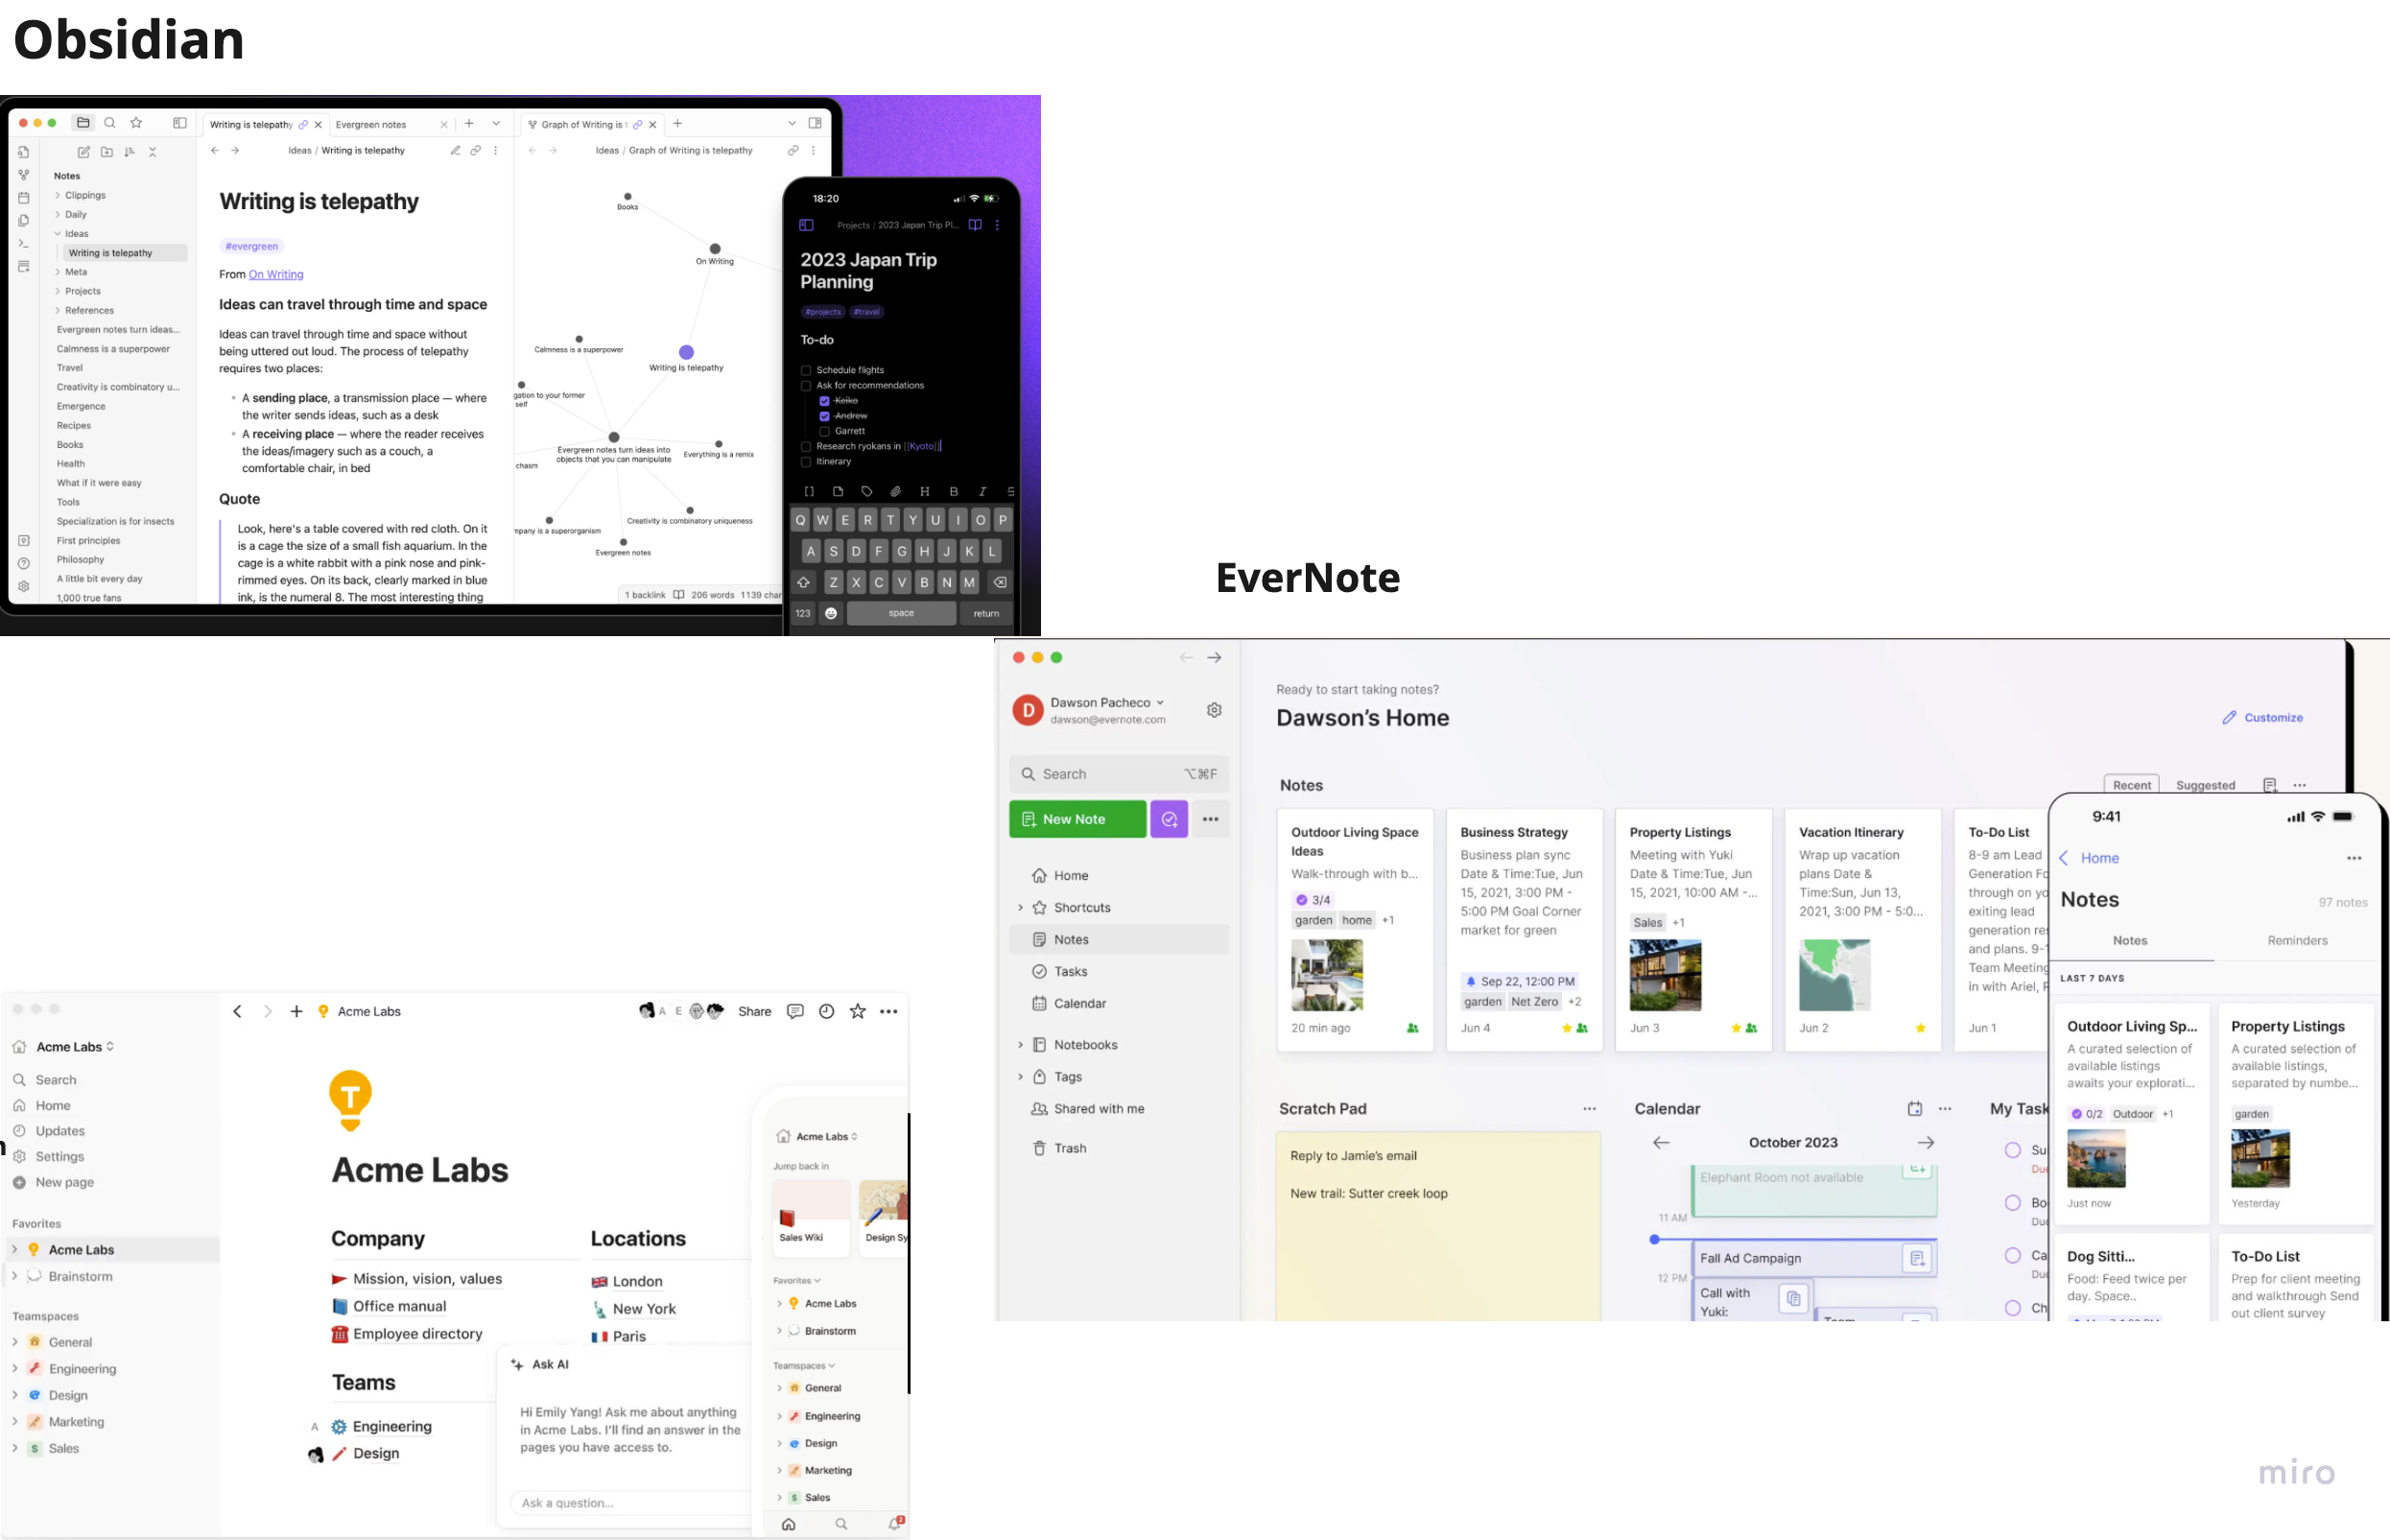 Obsidian
Writing is telepathy
Evergreen notes
Graph of Writing is t
Ideas / Writing is telepathy
Ideas / Graph of Writing is telepathy
Notes
Clippings
Daily
Ideas
Writing is telepathy
Meta
Projects
References
Evergreen notes turn ideas...
Calmness is a superpower
Travel
Creativity is combinatory u...
Emergence
Recipes
Books
Health
What if it were easy
Tools
Specialization is for insects
First principles
Philosophy
A little bit every day
1,000 true fans
Writing is telepathy
#evergreen
From On Writing
Ideas can travel through time and space
Ideas can travel through time and space without
being uttered out loud. The process of telepathy
requires two places:
• A sending place, a transmission place — where
the writer sends ideas, such as a desk
• A receiving place — where the reader receives
the ideas/imagery such as a couch, a
comfortable chair, in bed
Quote
Look, here's a table covered with red cloth. On it
is a cage the size of a small fish aquarium. In the
cage is a white rabbit with a pink nose and pink-
rimmed eyes. On its back, clearly marked in blue
ink, is the numeral 8. The most interesting thing
Books
On Writing
Calmness is a superpower
Writing is telepathy
gation to your former
self
Evergreen notes turn ideas into
objects that you can manipulate
Everything is a remix
chasm
Creativity is combinatory uniqueness
mpany is a superorganism
Evergreen notes
1 backlink
206 words
1139 char
18:20
Projects / 2023 Japan Trip Pl...
2023 Japan Trip
Planning
#projects #travel
To-do
Schedule flights
Ask for recommendations
Keiko
Andrew
Garrett
Research ryokans in [[Kyoto]]
Itinerary
H B I S
Q W E R T Y U I O P
A S D F G H J K L
Z X C V B N M
123
space
return
EverNote
Dawson Pacheco
dawson@evernote.com
D
Search
⌥⌘F
New Note
Home
Shortcuts
Notes
Tasks
Calendar
Notebooks
Tags
Shared with me
Trash
Ready to start taking notes?
Dawson's Home
Customize
Notes
Recent
Suggested
Outdoor Living Space
Ideas
Walk-through with b...
3/4
garden home +1
20 min ago
Business Strategy
Business plan sync
Date & Time:Tue, Jun
15, 2021, 3:00 PM -
5:00 PM Goal Corner
market for green
Sep 22, 12:00 PM
garden Net Zero +2
Jun 4
Property Listings
Meeting with Yuki
Date & Time:Tue, Jun
15, 2021, 10:00 AM -...
Sales +1
Jun 3
Vacation Itinerary
Wrap up vacation
plans Date &
Time:Sun, Jun 13,
2021, 3:00 PM - 5:0...
Jun 2
To-Do List
8-9 am Lead
Generation Fo
through on yo
exiting lead
generation res
and plans. 9-1
Team Meeting
in with Ariel, R
Jun 1
Scratch Pad
Reply to Jamie's email
New trail: Sutter creek loop
Calendar
October 2023
Elephant Room not available
11 AM
Fall Ad Campaign
12 PM
Call with
Yuki:
Team
My Task
Su
Due
Bo
Due
Ca
Due
Ch
9:41
Home
Notes
97 notes
Notes
Reminders
LAST 7 DAYS
Outdoor Living Sp...
A curated selection of
available listings
awaits your explorati...
0/2 Outdoor +1
Just now
Property Listings
A curated selection of
available listings,
separated by numbe...
garden
Yesterday
Dog Sitti...
Food: Feed twice per
day. Space..
To-Do List
Prep for client meeting
and walkthrough Send
out client survey
n
Acme Labs
Search
Home
Updates
Settings
New page
Favorites
Acme Labs
Brainstorm
Teamspaces
General
Engineering
Design
Marketing
Sales
Acme Labs
A E
Share
T
Acme Labs
Company
Mission, vision, values
Office manual
Employee directory
Locations
London
New York
Paris
Teams
A Engineering
Design
Ask AI
Hi Emily Yang! Ask me about anything
in Acme Labs. I'll find an answer in the
pages you have access to.
Ask a question...
Acme Labs
Jump back in
Sales Wiki
Design Sy
Favorites
Acme Labs
Brainstorm
Teamspaces
General
Engineering
Design
Marketing
Sales
2
miro